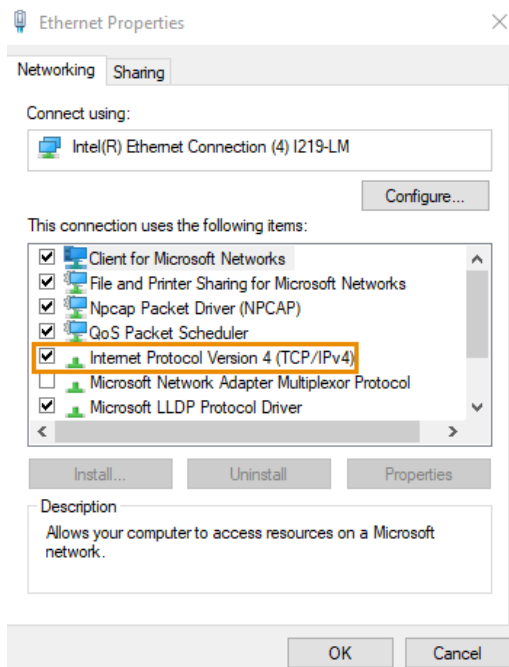 Ethernet Properties
Networking
Sharing
Connect using:
Intel(R) Ethernet Connection (4) I219-LM
Configure...
This connection uses the following items:
Client for Microsoft Networks
File and Printer Sharing for Microsoft Networks
Npcap Packet Driver (NPCAP)
QoS Packet Scheduler
Internet Protocol Version 4 (TCP/IPv4)
Microsoft Network Adapter Multiplexor Protocol
Microsoft LLDP Protocol Driver
Install...
Uninstall
Properties
Description
Allows your computer to access resources on a Microsoft
network.
OK
Cancel